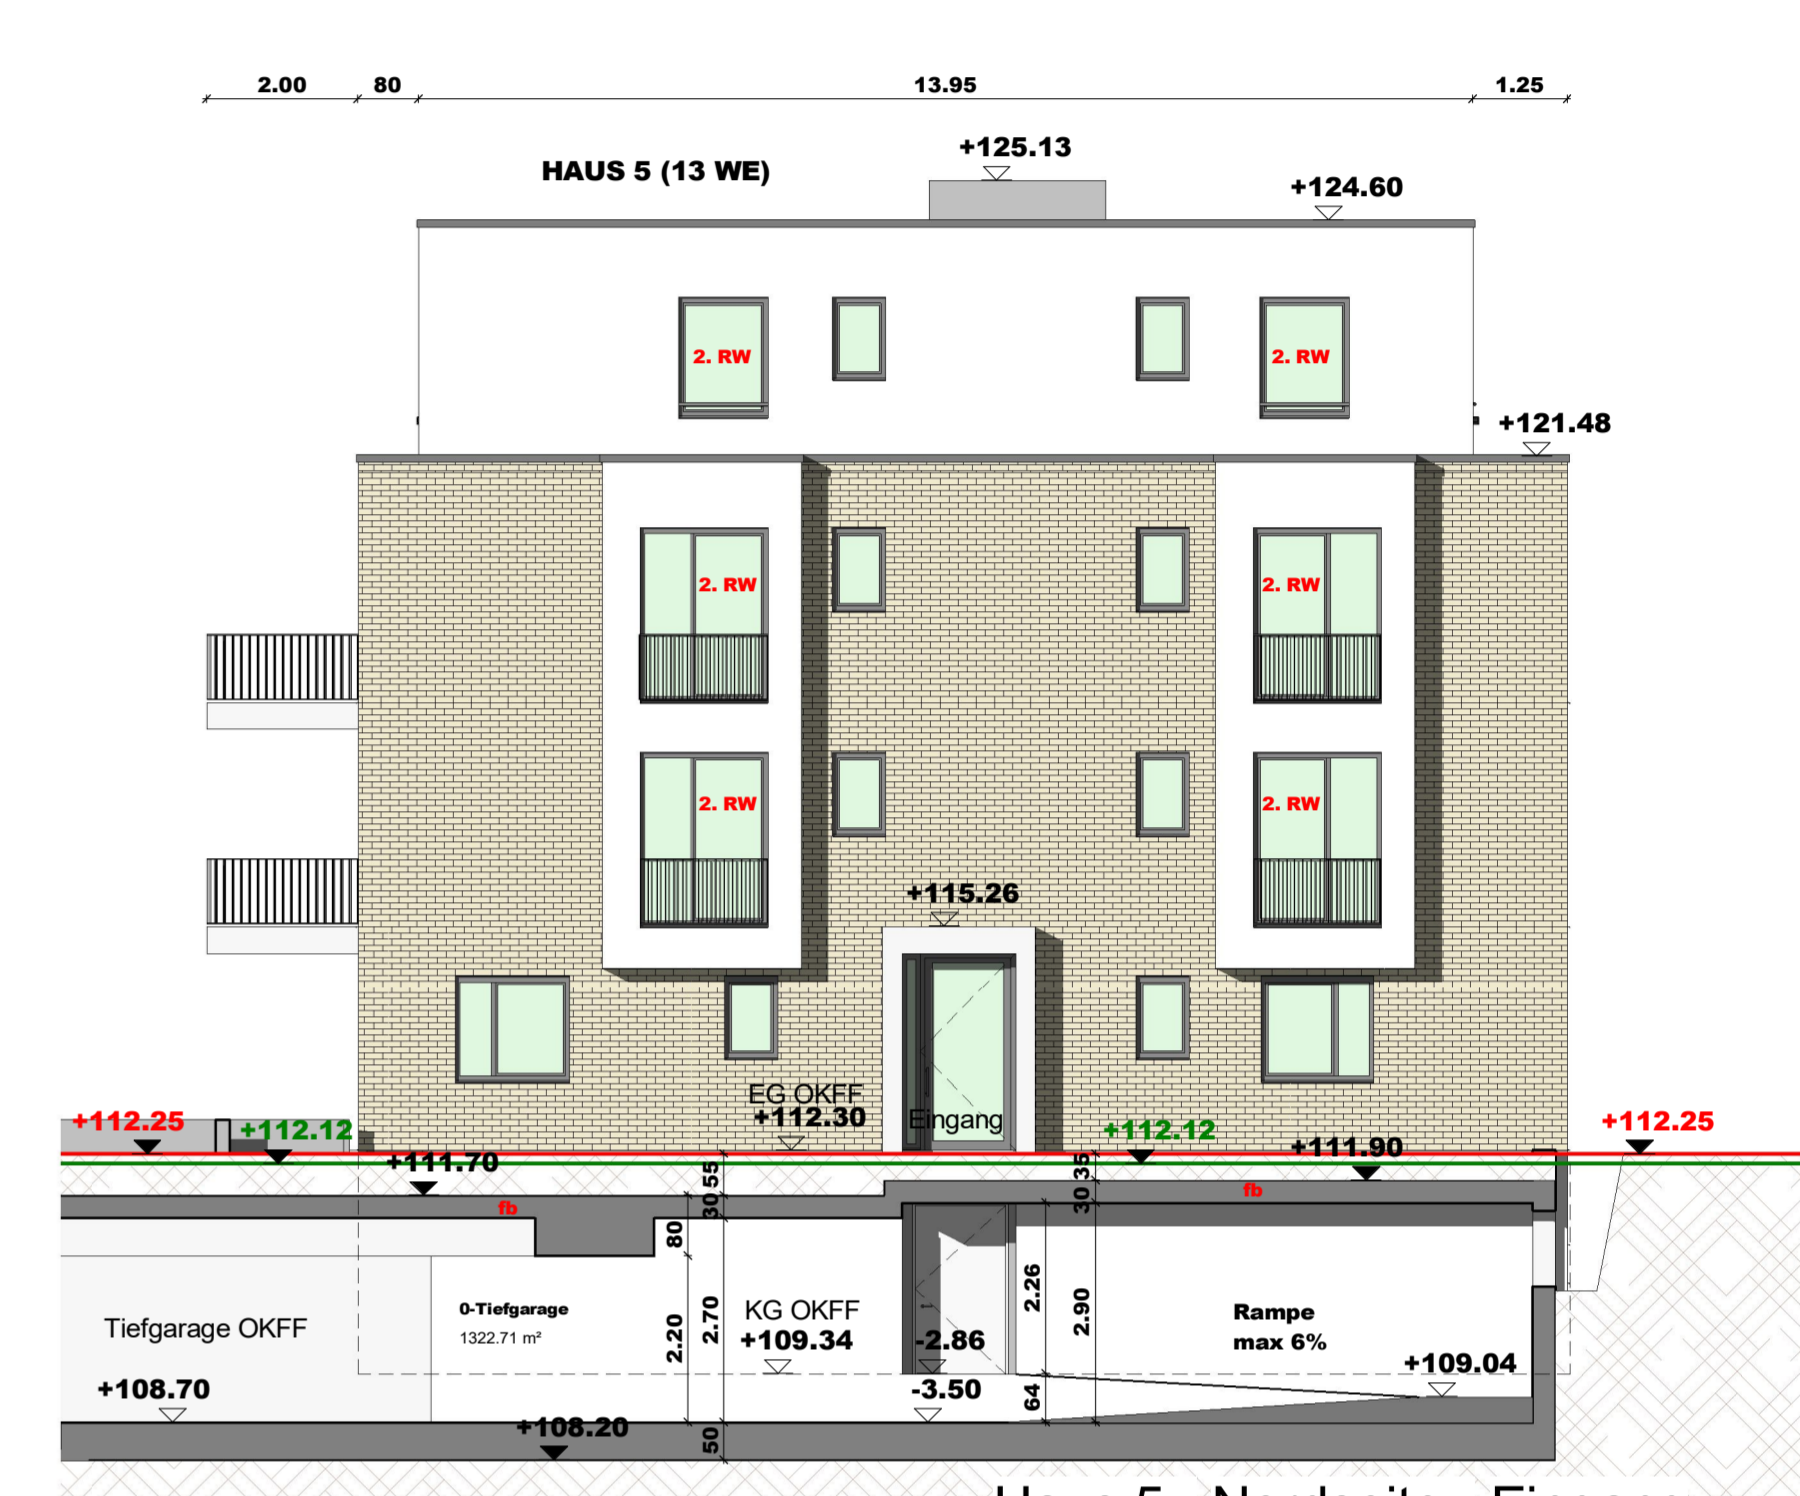 2.00 80 13.95 1.25
+125.13
HAUS 5 (13 WE)
+124.60
2. RW 2. RW
+121.48
2. RW 2. RW
2. RW 2. RW
+115.26
EG OKFF
+112.30
Eingang
+112.25 +112.12 +112.12 +112.25
+111.70 +111.90
55 35
30 30
fb fb
80
2.20
2.70
2.26
2.90
0-Tiefgarage
1322.71 m²
Tiefgarage OKFF
KG OKFF
+109.34
-2.86
Rampe
max 6%
+109.04
+108.70
-3.50
64
+108.20
50